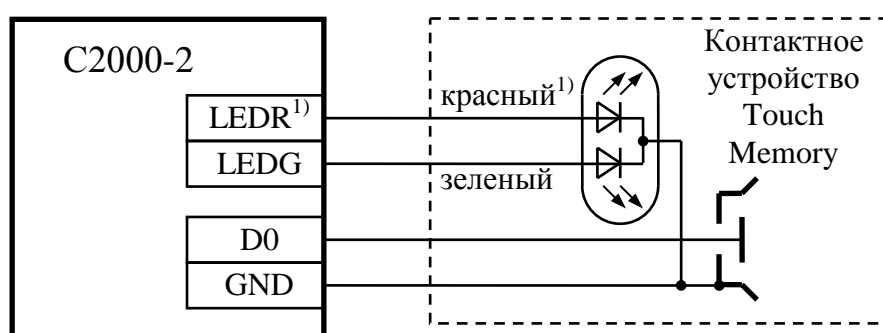 С2000-2
Контактное
устройство
Touch
Memory
красный1)
LEDR1)
LEDG
зеленый
D0
GND